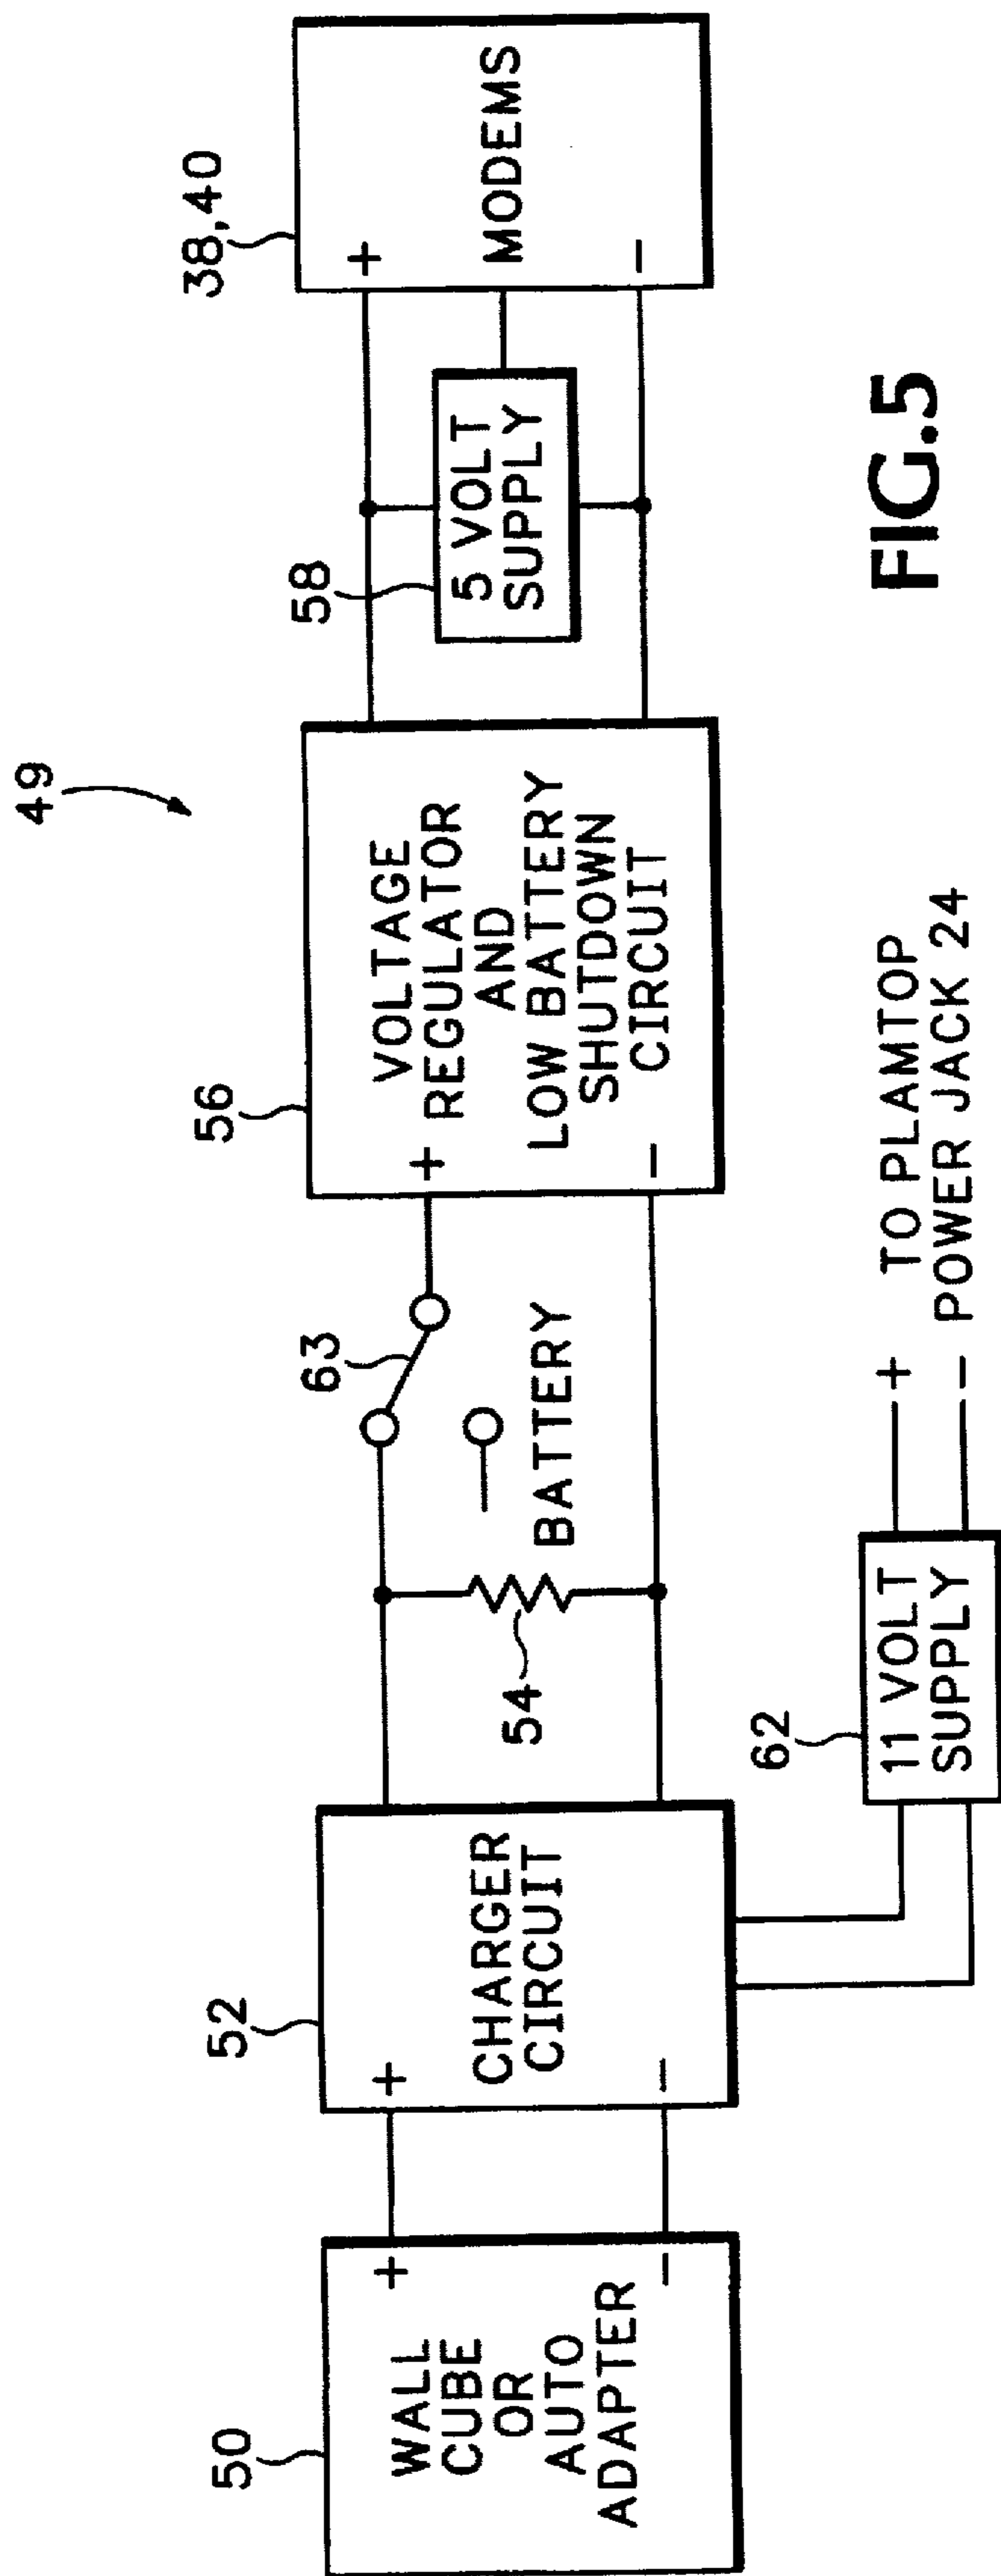 49
50
+
-
WALL
CUBE
OR
AUTO
ADAPTER
52
+
-
CHARGER
CIRCUIT
54
BATTERY
63
56
+
-
VOLTAGE
REGULATOR
AND
LOW BATTERY
SHUTDOWN
CIRCUIT
58
5 VOLT
SUPPLY
38,40
+
-
MODEMS
62
11 VOLT
SUPPLY
+
-
TO PLAMTOP
POWER JACK 24
FIG.5